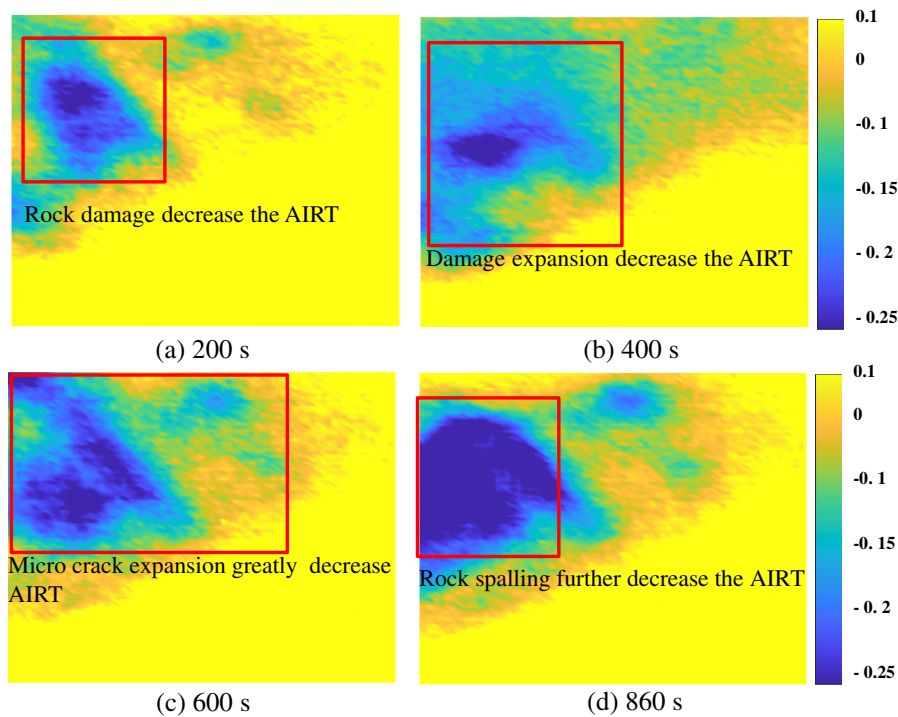 0.1
0
-0. 1
-0.15
- 0. 2
- 0.25
Rock damage decrease the AIRT
Damage expansion decrease the AIRT
(a) 200 s
(b) 400 s
0.1
0
-0. 1
-0.15
- 0. 2
- 0.25
Micro crack expansion greatly decrease
AIRT
Rock spalling further decrease the AIRT
(c) 600 s
(d) 860 s